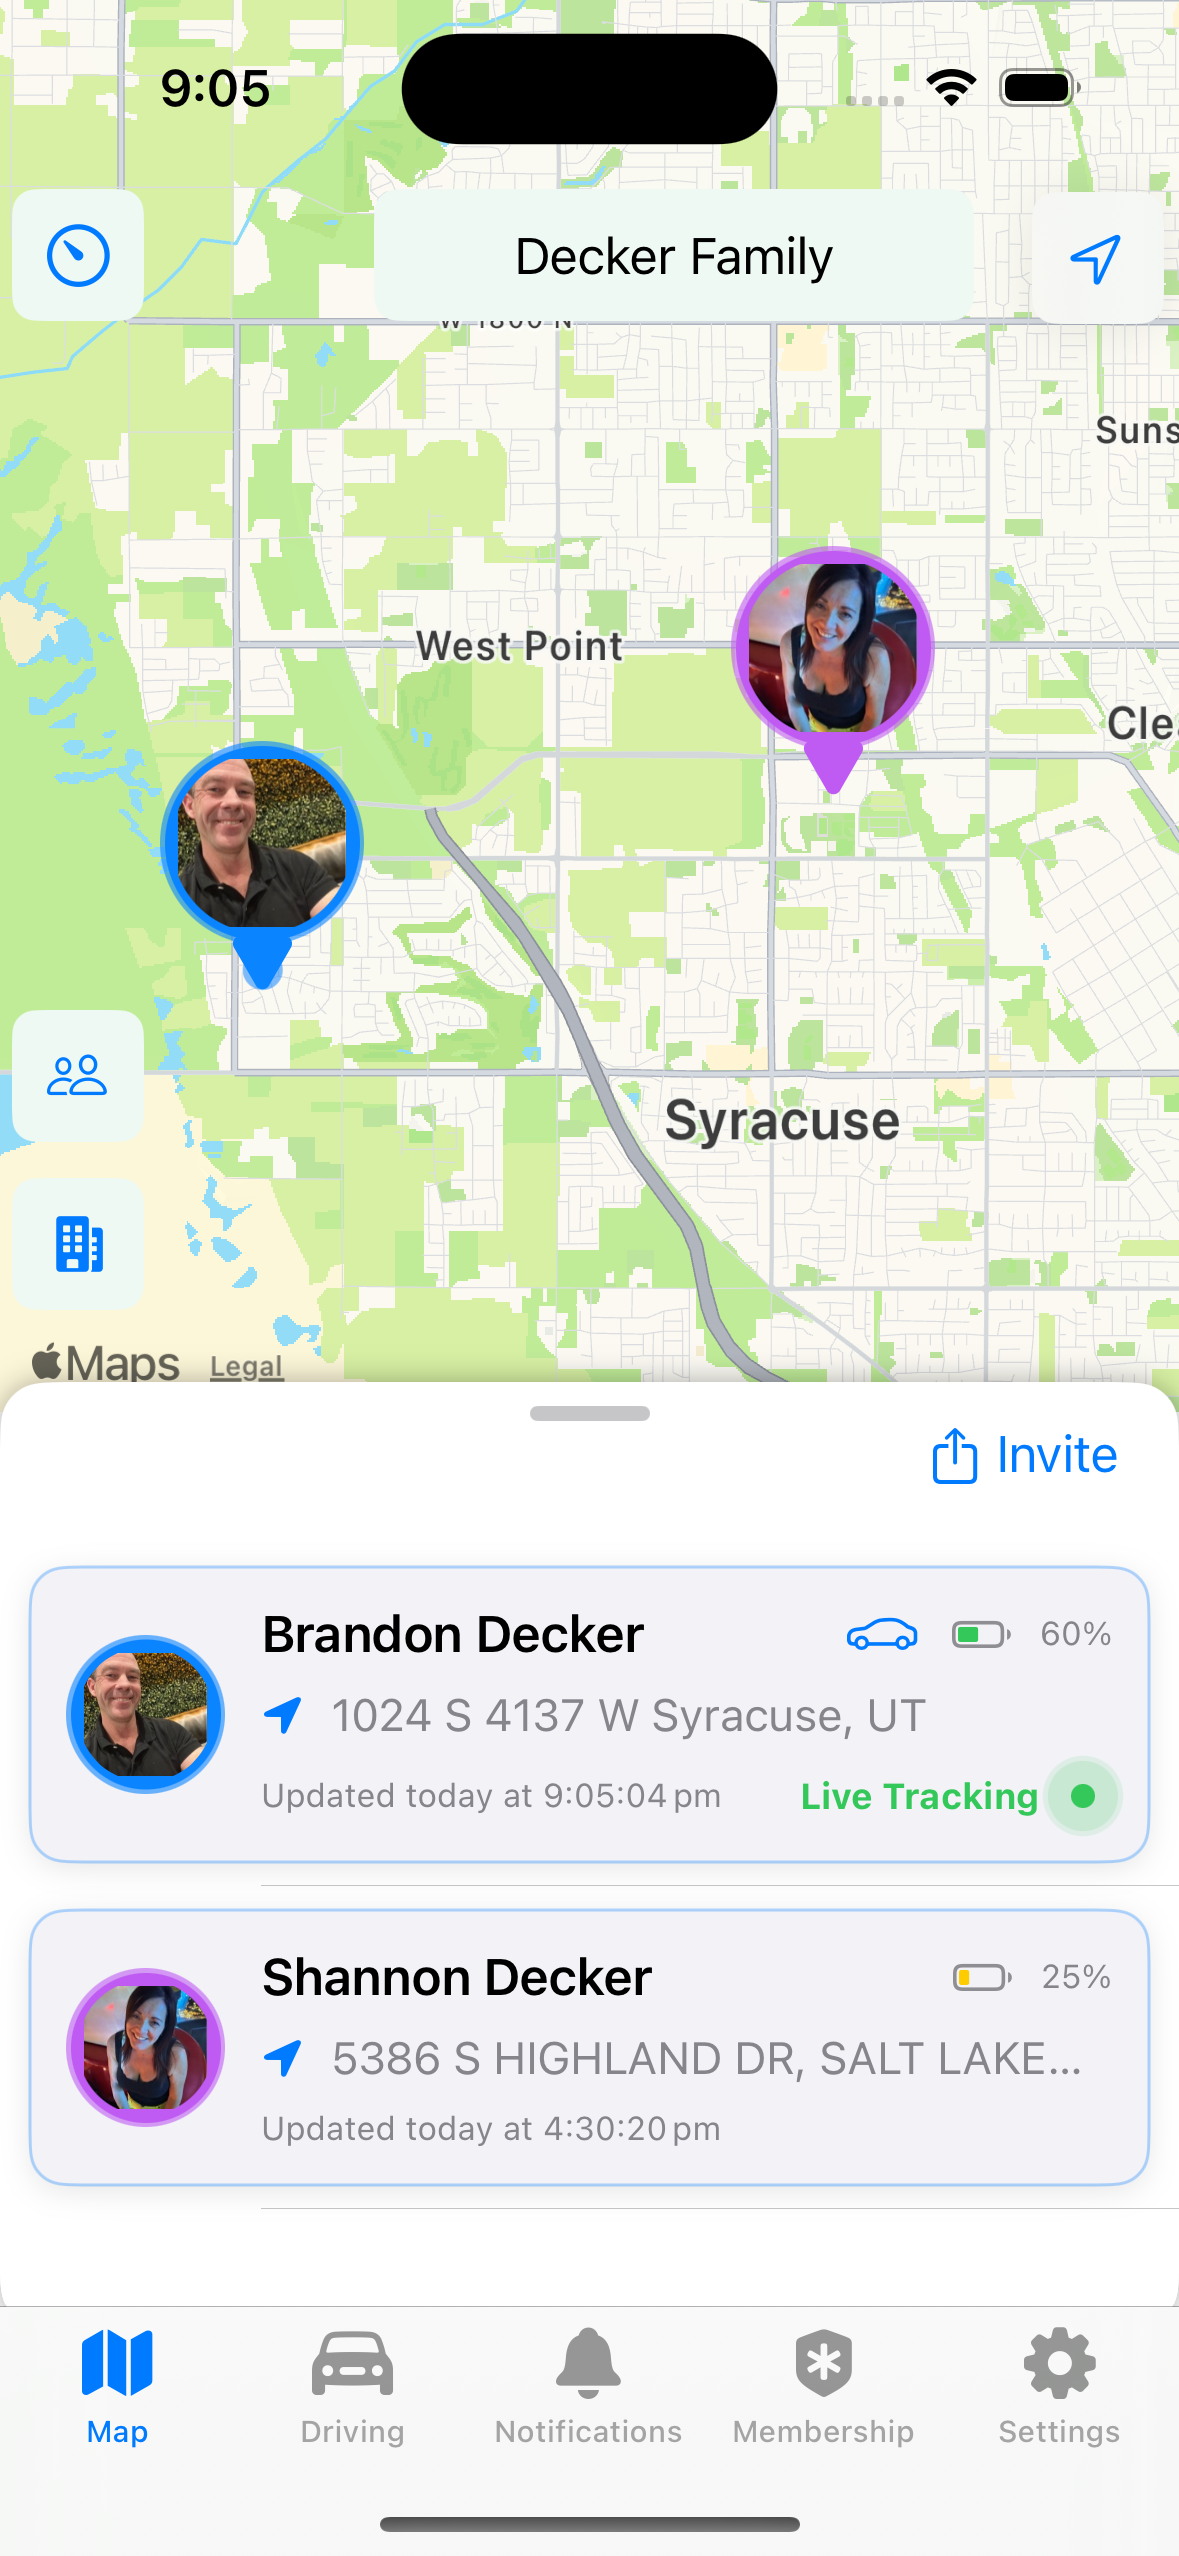 9:05
Decker Family
W 1800 N
Suns
West Point
Cle
Syracuse
Maps Legal
Invite
Brandon Decker 60%
1024 S 4137 W Syracuse, UT
Updated today at 9:05:04 pm Live Tracking
Shannon Decker 25%
5386 S HIGHLAND DR, SALT LAKE...
Updated today at 4:30:20 pm
Map Driving Notifications Membership Settings